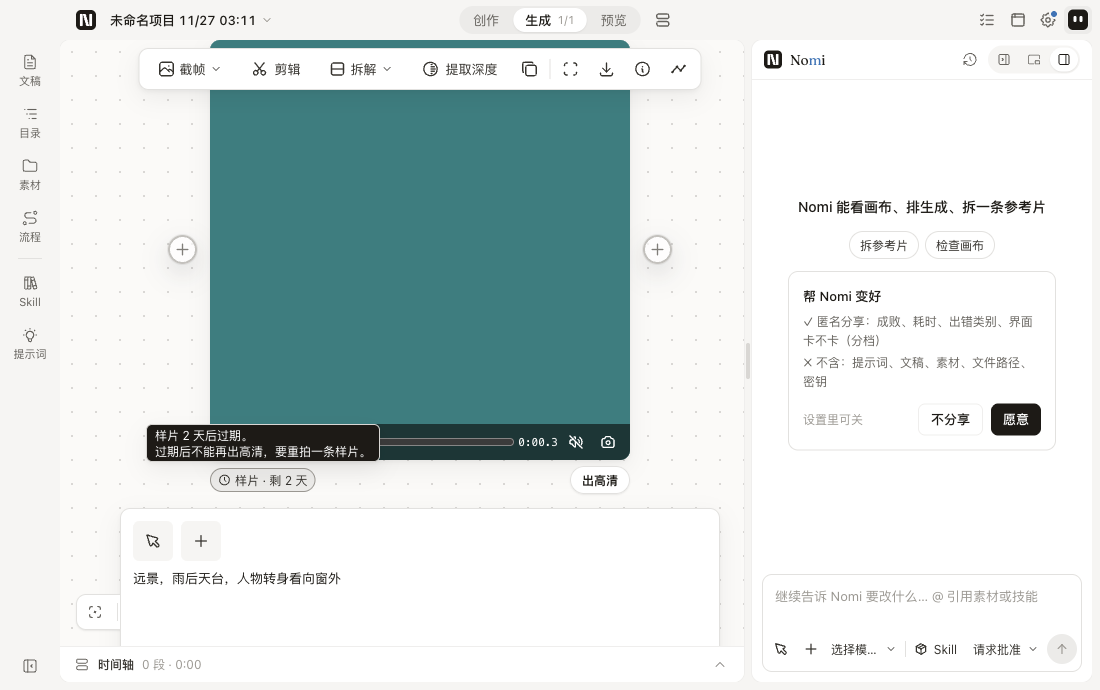 未命名项目 11/27 03:11
创作
生成 1/1
预览
文稿
目录
素材
流程
Skill
提示词
截帧
剪辑
拆解
提取深度
样片 2 天后过期。
过期后不能再出高清，要重拍一条样片。
0:00.3
样片 · 剩 2 天
出高清
远景，雨后天台，人物转身看向窗外
时间轴 0 段 · 0:00
Nomi
Nomi 能看画布、排生成、拆一条参考片
拆参考片
检查画布
帮 Nomi 变好
✓ 匿名分享：成败、耗时、出错类别、界面
卡不卡（分档）
✕ 不含：提示词、文稿、素材、文件路径、
密钥
设置里可关
不分享
愿意
继续告诉 Nomi 要改什么... @ 引用素材或技能
选择模...
Skill
请求批准